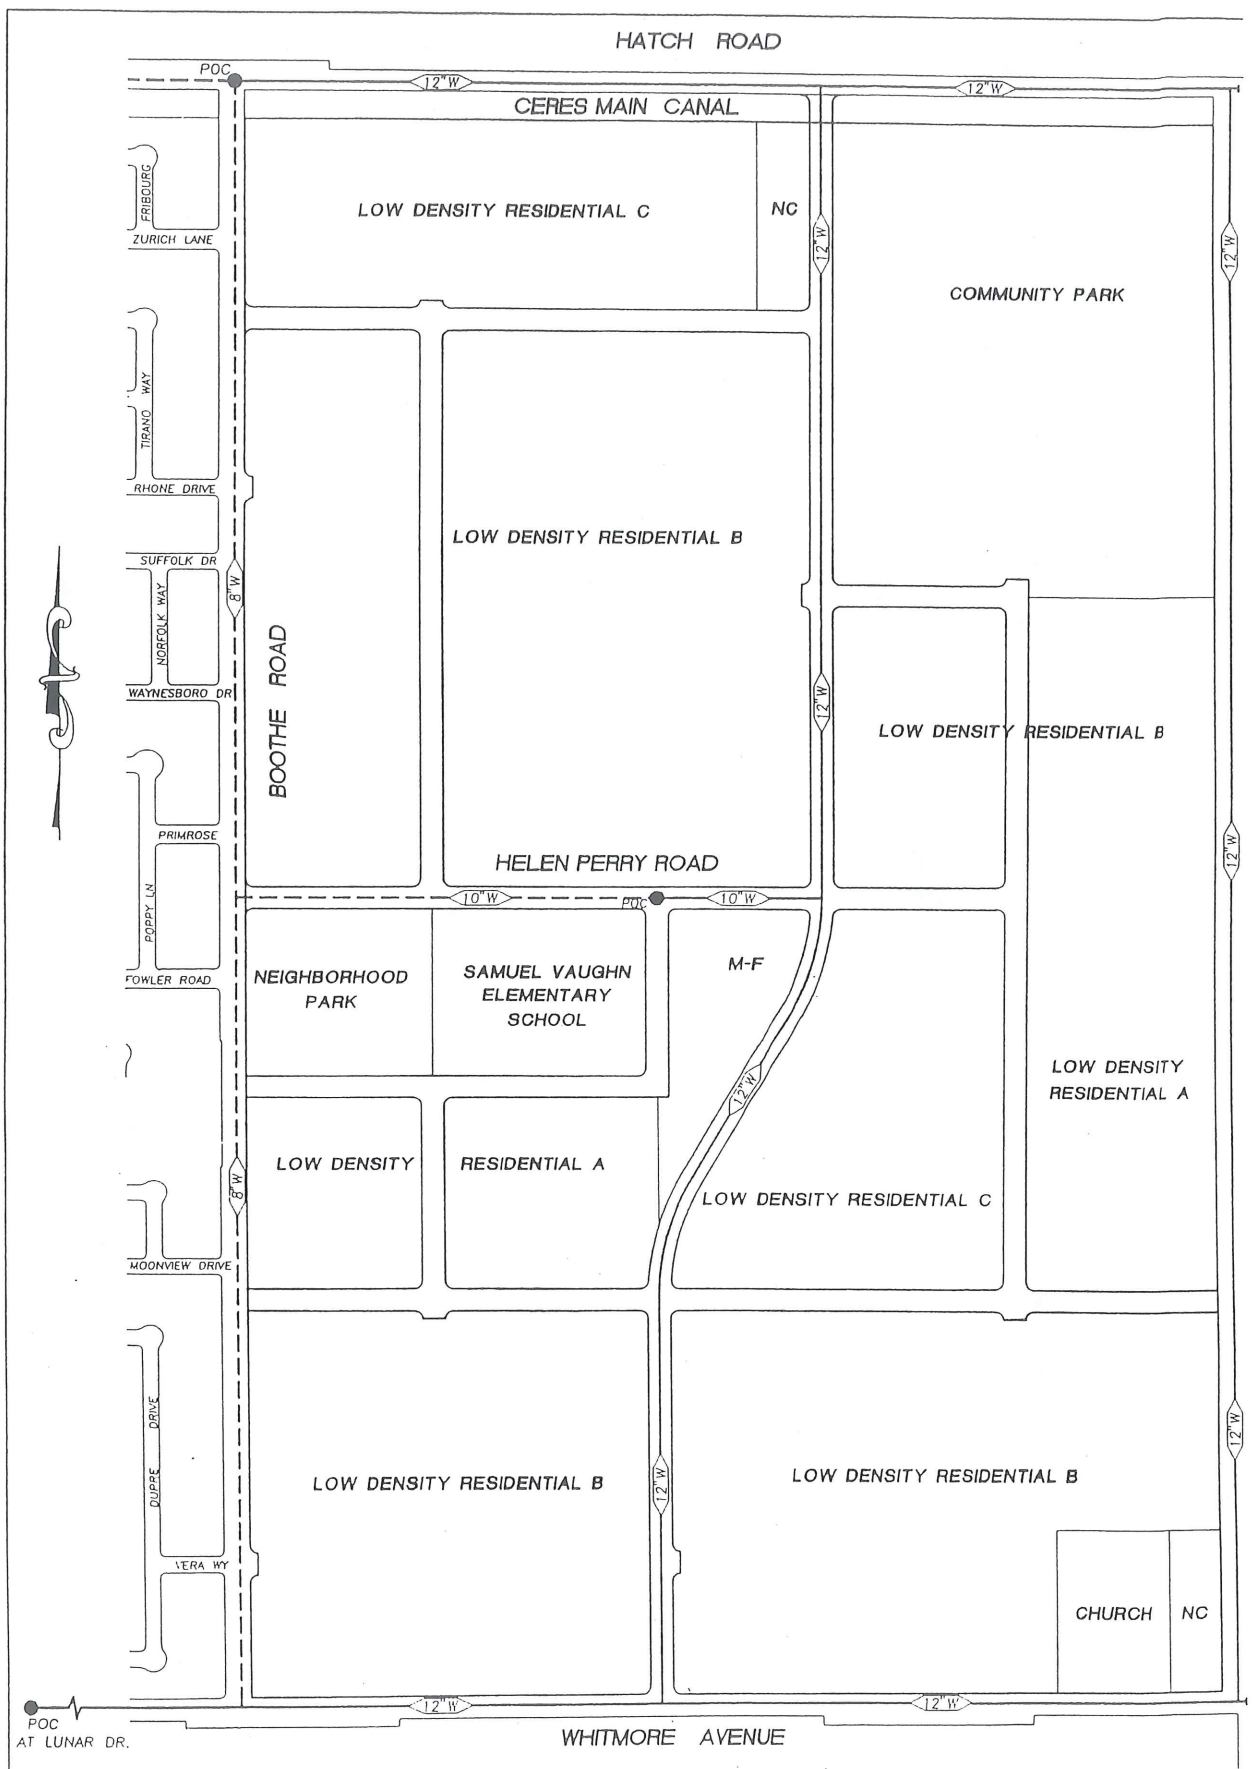 HATCH ROAD
POC
12"W
12"W
CERES MAIN CANAL
FRIBOURG
ZURICH LANE
LOW DENSITY RESIDENTIAL C
NC
12"W
12"W
COMMUNITY PARK
TIRANO WAY
RHONE DRIVE
SUFFOLK DR
NORFOLK WAY
WAYNESBORO DR
8"W
BOOTHE ROAD
LOW DENSITY RESIDENTIAL B
12"W
LOW DENSITY RESIDENTIAL B
PRIMROSE
POPPY LN
HELEN PERRY ROAD
12"W
10"W
POC
10"W
FOWLER ROAD
NEIGHBORHOOD
PARK
SAMUEL VAUGHN
ELEMENTARY
SCHOOL
M-F
12"W
LOW DENSITY
RESIDENTIAL A
8"W
LOW DENSITY
RESIDENTIAL A
LOW DENSITY RESIDENTIAL C
MOONVIEW DRIVE
DUPRE DRIVE
12"W
12"W
LOW DENSITY RESIDENTIAL B
LOW DENSITY RESIDENTIAL B
VERA WY
CHURCH
NC
12"W
12"W
POC
AT LUNAR DR.
WHITMORE AVENUE